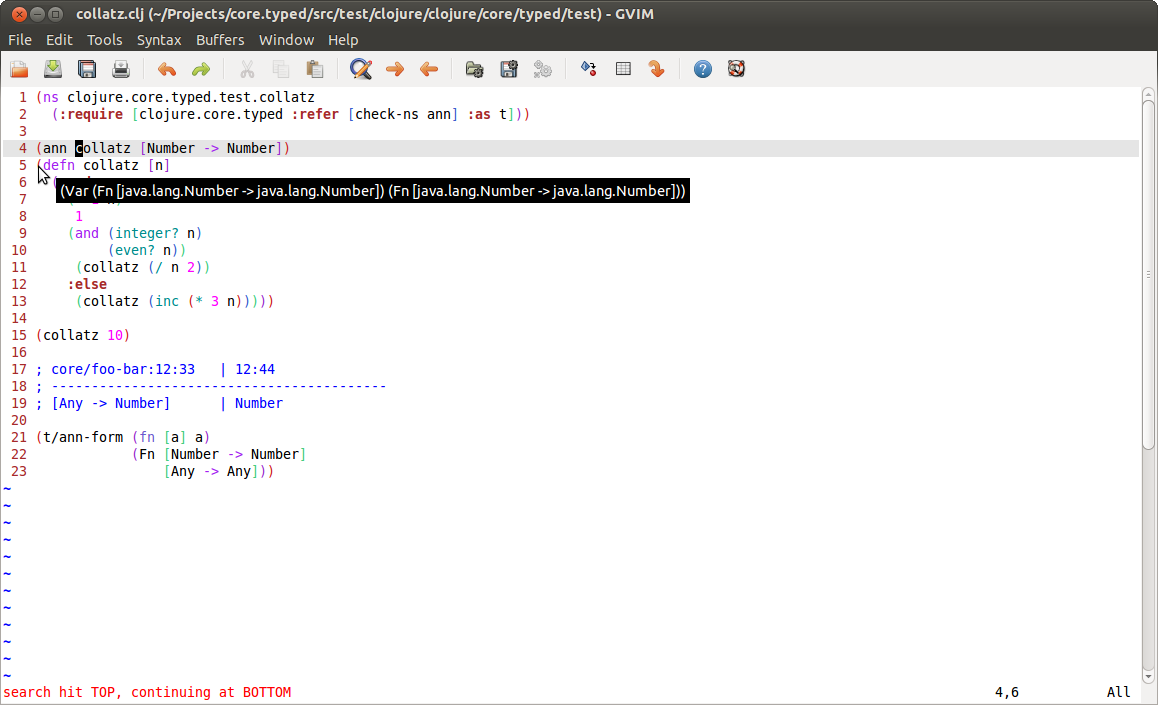 collatz.clj (~/Projects/core.typed/src/test/clojure/clojure/core/typed/test) - GVIM
File Edit Tools Syntax Buffers Window Help
1 (ns clojure.core.typed.test.collatz
2   (:require [clojure.core.typed :refer [check-ns ann] :as t]))
3
4 (ann collatz [Number -> Number])
5 (defn collatz [n]
6   (
(Var (Fn [java.lang.Number -> java.lang.Number]) (Fn [java.lang.Number -> java.lang.Number]))
7
8      1
9     (and (integer? n)
10          (even? n))
11      (collatz (/ n 2))
12     :else
13      (collatz (inc (* 3 n)))))
14
15 (collatz 10)
16
17 ; core/foo-bar:12:33   | 12:44
18 ; ------------------------------------------
19 ; [Any -> Number]      | Number
20
21 (t/ann-form (fn [a] a)
22             (Fn [Number -> Number]
23                 [Any -> Any]))
~
~
~
~
~
~
~
~
~
~
~
~
search hit TOP, continuing at BOTTOM 4,6 All